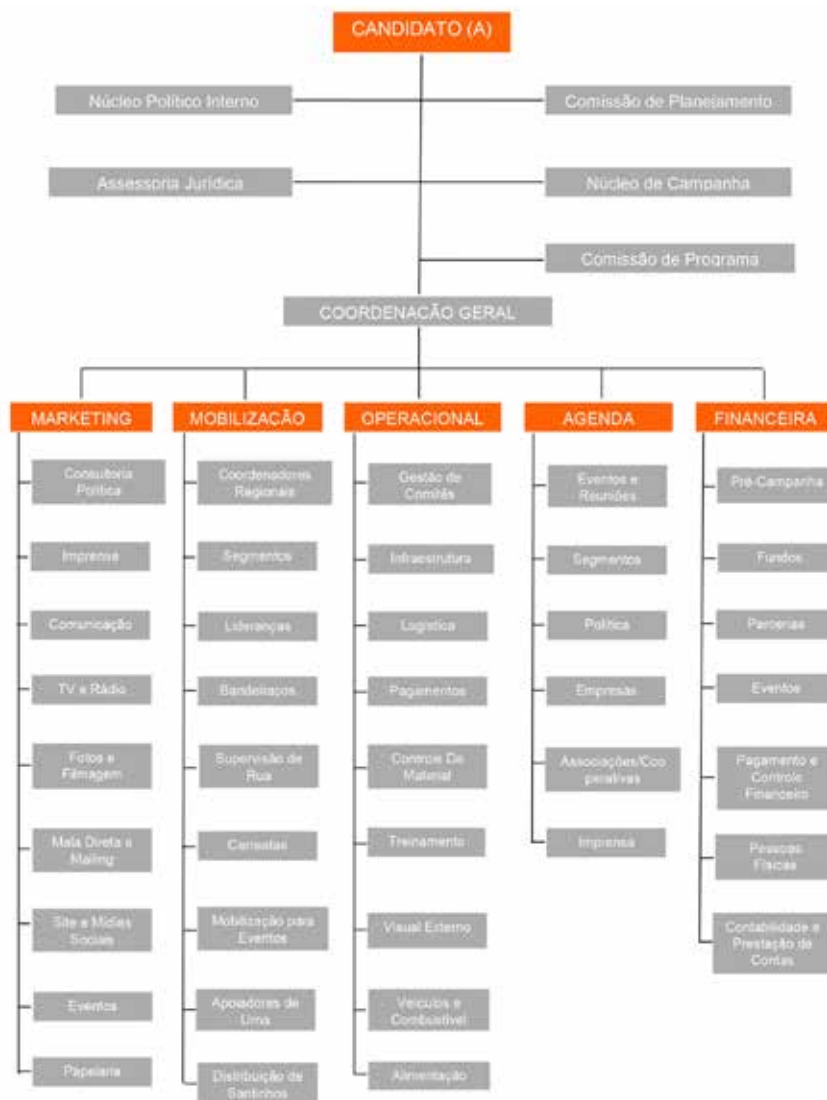 CANDIDATO (A)
Núcleo Político Interno
Comissão de Planejamento
Assessoria Jurídica
Núcleo de Campanha
Comissão de Programa
COORDENAÇÃO GERAL
MARKETING
MOBILIZAÇÃO
OPERACIONAL
AGENDA
FINANCEIRA
Consultoria
Política
Imprensa
Comunicação
TV e Rádio
Fotos e
Filmagem
Mala Direta e
Mailing
Site e Mídias
Sociais
Eventos
Papelaria
Coordenadores
Regionais
Segmentos
Lideranças
Bandeiraços
Supervisão de
Rua
Carreatas
Mobilização para
Eventos
Apoiadores de
Urna
Distribuição de
Santinhos
Gestão de
Comitês
Infraestrutura
Logística
Pagamentos
Controle De
Material
Treinamento
Visual Externo
Veículos e
Combustível
Alimentação
Eventos e
Reuniões
Segmentos
Política
Empresas
Associações/Coo
perativas
Imprensa
Pré-Campanha
Fundos
Parcerias
Eventos
Pagamento e
Controle
Financeiro
Pessoas
Físicas
Contabilidade e
Prestação de
Contas